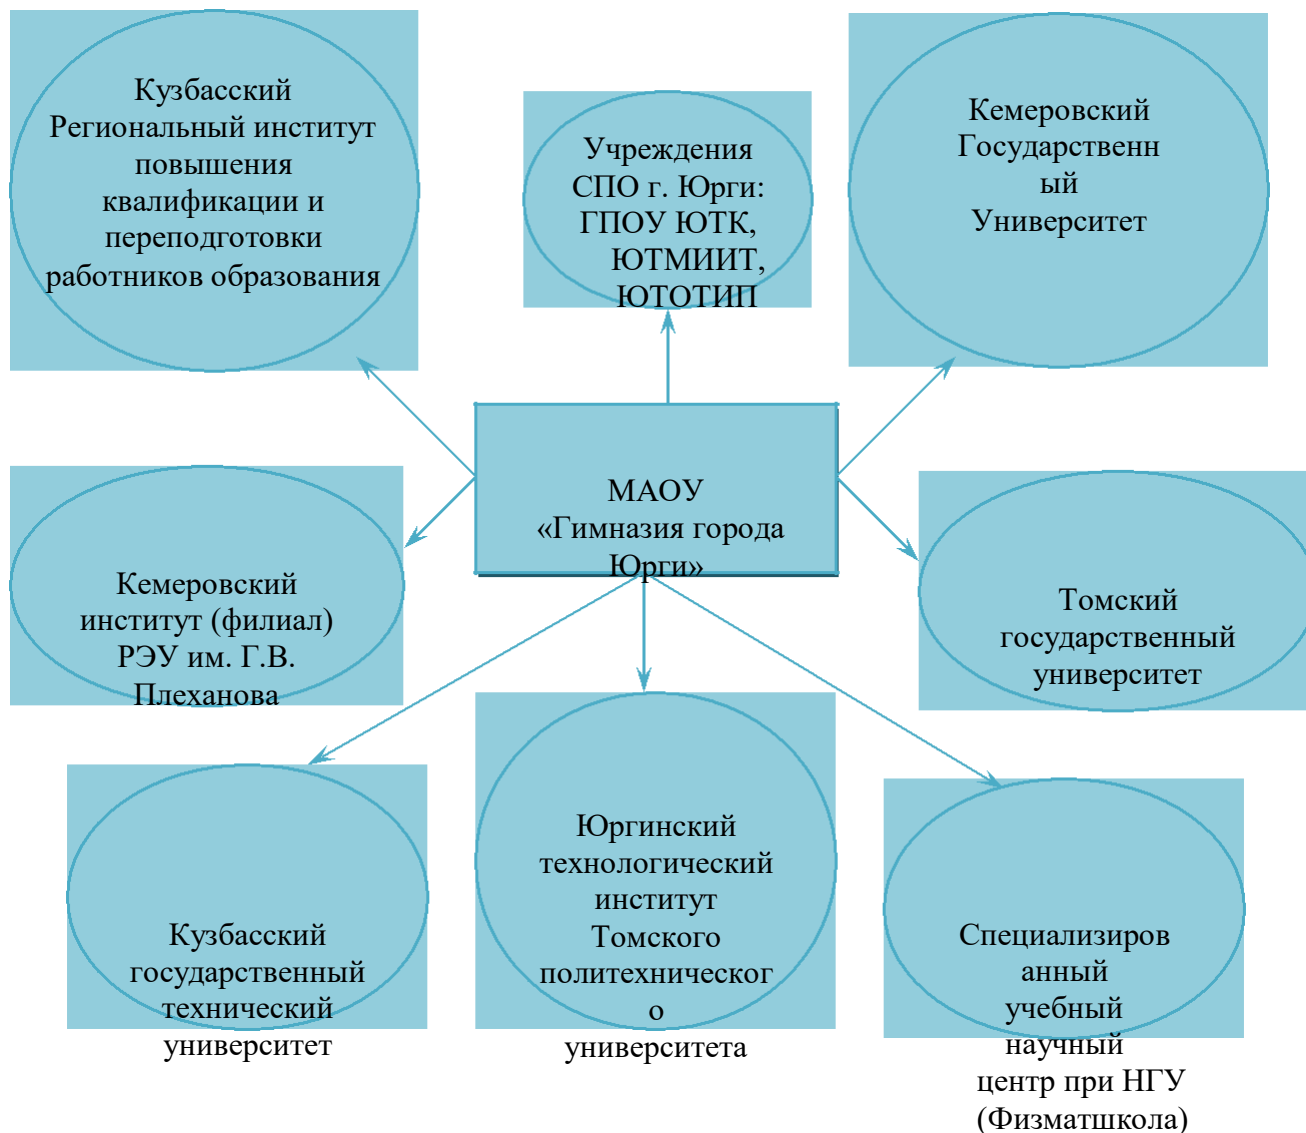 Кузбасский
Региональный институт
повышения
квалификации и
переподготовки
работников образования
Учреждения
СПО г. Юрги:
ГПОУ ЮТК,
ЮТМИИТ,
ЮТОТИП
Кемеровский
Государственн
ый
Университет
МАОУ
«Гимназия города
Юрги»
Кемеровский
институт (филиал)
РЭУ им. Г.В.
Плеханова
Томский
государственный
университет
Кузбасский
государственный
технический
университет
Юргинский
технологический
институт
Томского
политехническог
о
университета
Специализиров
анный
учебный
научный
центр при НГУ
(Физматшкола)